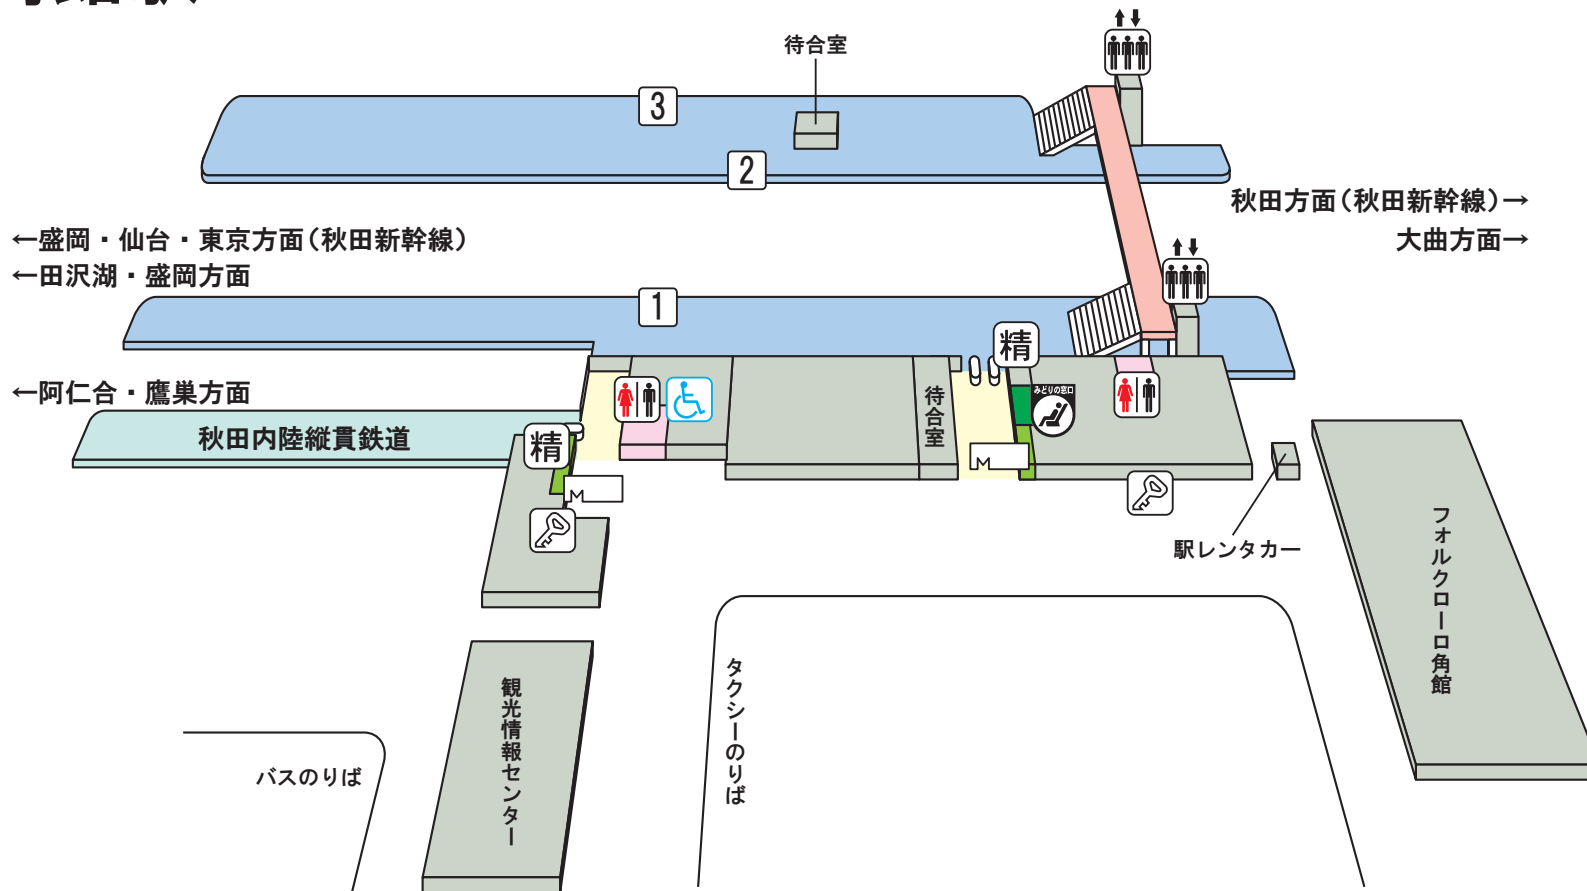 待合室
3
2
秋田方面(秋田新幹線)→
大曲方面→
←盛岡・仙台・東京方面(秋田新幹線)
←田沢湖・盛岡方面
1
精
←阿仁合・鷹巣方面
みどりの窓口
待合室
秋田内陸縦貫鉄道
精
M
M
駅レンタカー
フォルクローロ角館
観光情報センター
タクシーのりば
バスのりば